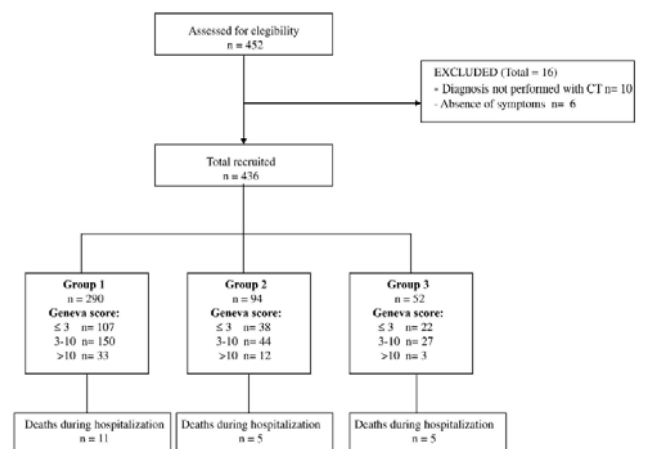 Assessed for elegibility
n = 452
EXCLUDED (Total = 16)
- Diagnosis not performed with CT n= 10
- Absence of symptoms n= 6
Total recruited
n = 436
Group 1
n = 290
Geneva score:
≤ 3 n= 107
3-10 n= 150
>10 n= 33
Group 2
n = 94
Geneva score:
≤ 3 n= 38
3-10 n= 44
>10 n= 12
Group 3
n = 52
Geneva score:
≤ 3 n= 22
3-10 n= 27
>10 n= 3
Deaths during hospitalization
n = 11
Deaths during hospitalization
n = 5
Deaths during hospitalization
n = 5